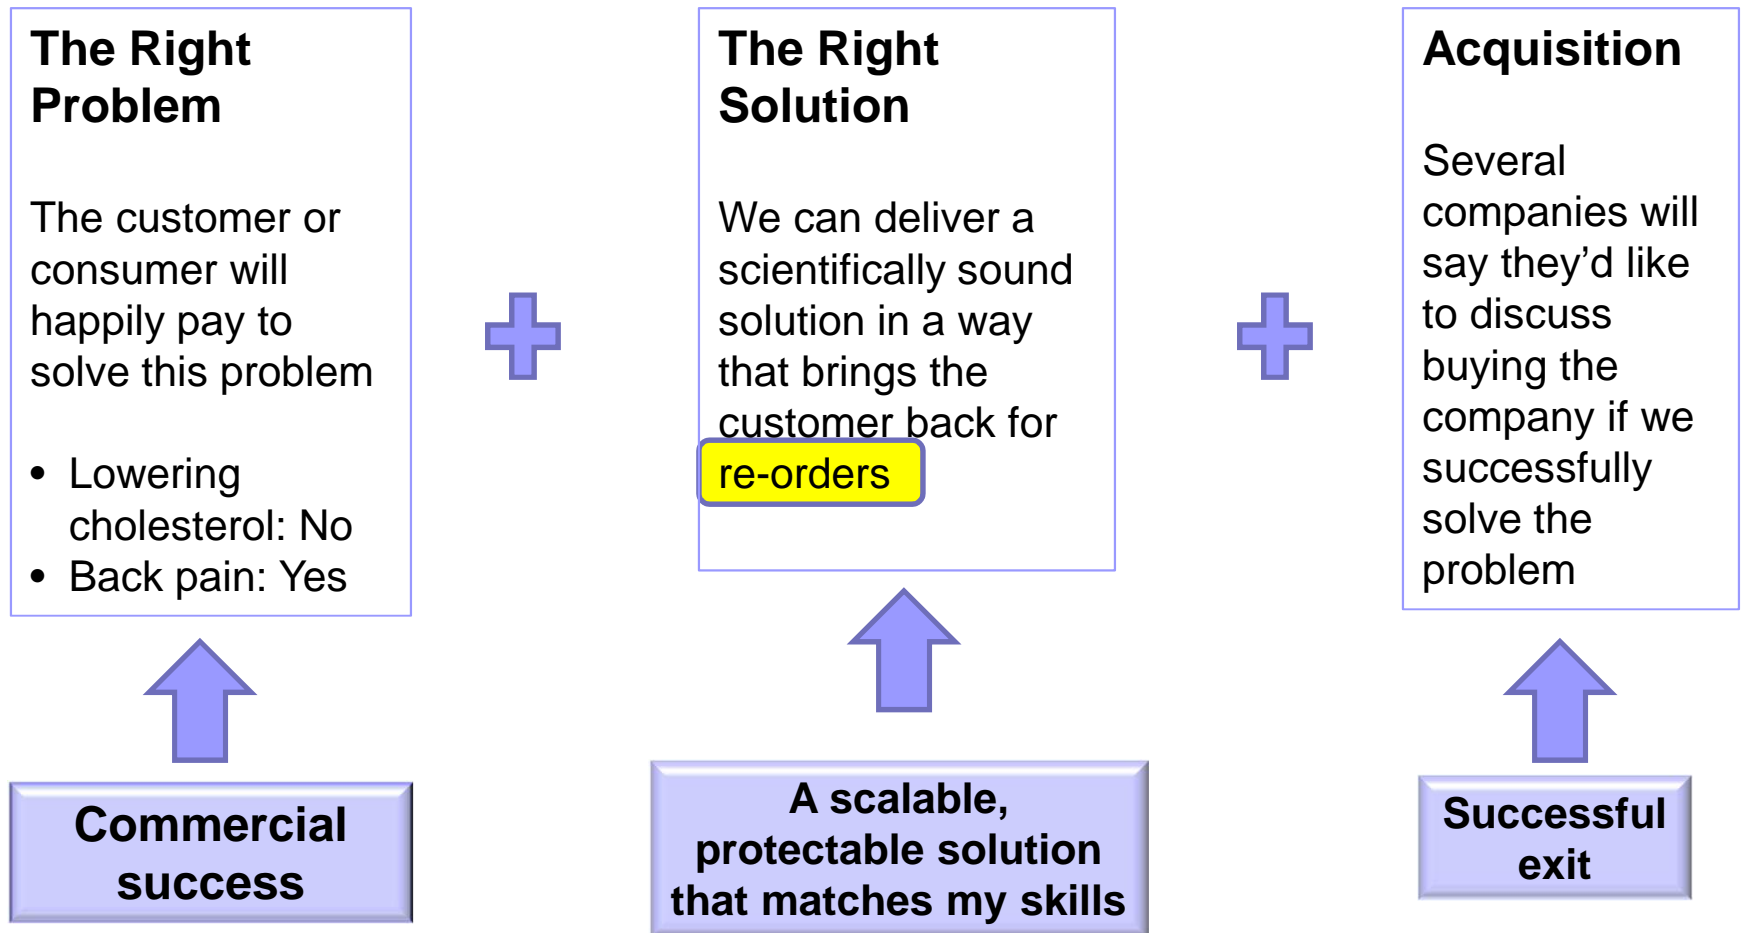 The Right
Problem
The customer or
consumer will
happily pay to
solve this problem
• Lowering
cholesterol: No
• Back pain: Yes
Commercial
success
The Right
Solution
We can deliver a
scientifically sound
solution in a way
that brings the
customer back for
re-orders
A scalable,
protectable solution
that matches my skills
Acquisition
Several
companies will
say they’d like
to discuss
buying the
company if we
successfully
solve the
problem
Successful
exit